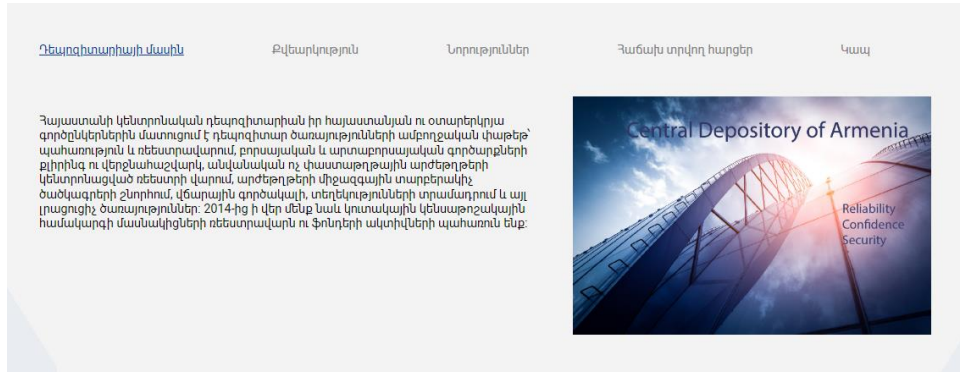 Դեպոզիտարիայի մասին
Քվեարկություն
Նորություններ
Հաճախ տրվող հարցեր
Կապ
Հայաստանի կենտրոնական դեպոզիտարիան իր հայաստանյան ու օտարերկրյա
գործընկերներին մատուցում է դեպոզիտար ծառայությունների ամբողջական փաթեթ՝
պահառություն և ռեեստրավարում, բորսայական և արտաբորսայական գործարքների
քլիրինգ ու վերջնահաշվարկ, անվանական ոչ փաստաթղթային արժեթղթերի
կենտրոնացված ռեեստրի վարում, արժեթղթերի միջազգային տարբերակիչ
ծածկագրերի շնորհում, վճարային գործակալի, տեղեկությունների տրամադրում և այլ
լրացուցիչ ծառայություններ: 2014-ից ի վեր մենք նաև կուտակային կենսաթոշակային
համակարգի մասնակիցների ռեեստրավարն ու ֆոնդերի ակտիվների պահառուն ենք:
Central Depository of Armenia
Reliability
Confidence
Security